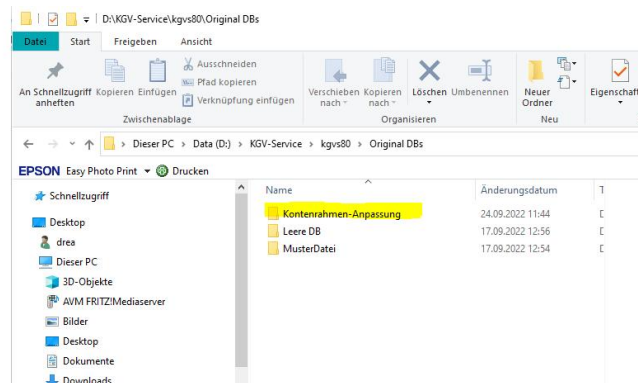 D:\KGV-Service\kgvs80\Original DBs
Datei Start Freigeben Ansicht
An Schnellzugriff anheften
Kopieren
Einfügen
Ausschneiden
Pfad kopieren
Verknüpfung einfügen
Zwischenablage
Verschieben nach
Kopieren nach
Löschen
Umbenennen
Organisieren
Neuer Ordner
Neu
Dieser PC > Data (D:) > KGV-Service > kgvs80 > Original DBs
EPSON Easy Photo Print Drucken
Schnellzugriff
Desktop
drea
Dieser PC
3D-Objekte
AVM FRITZ!Mediaserver
Bilder
Desktop
Dokumente
Downloads
Name Änderungsdatum
Kontenrahmen-Anpassung 24.09.2022 11:44
Leere DB 17.09.2022 12:56
MusterDatei 17.09.2022 12:54